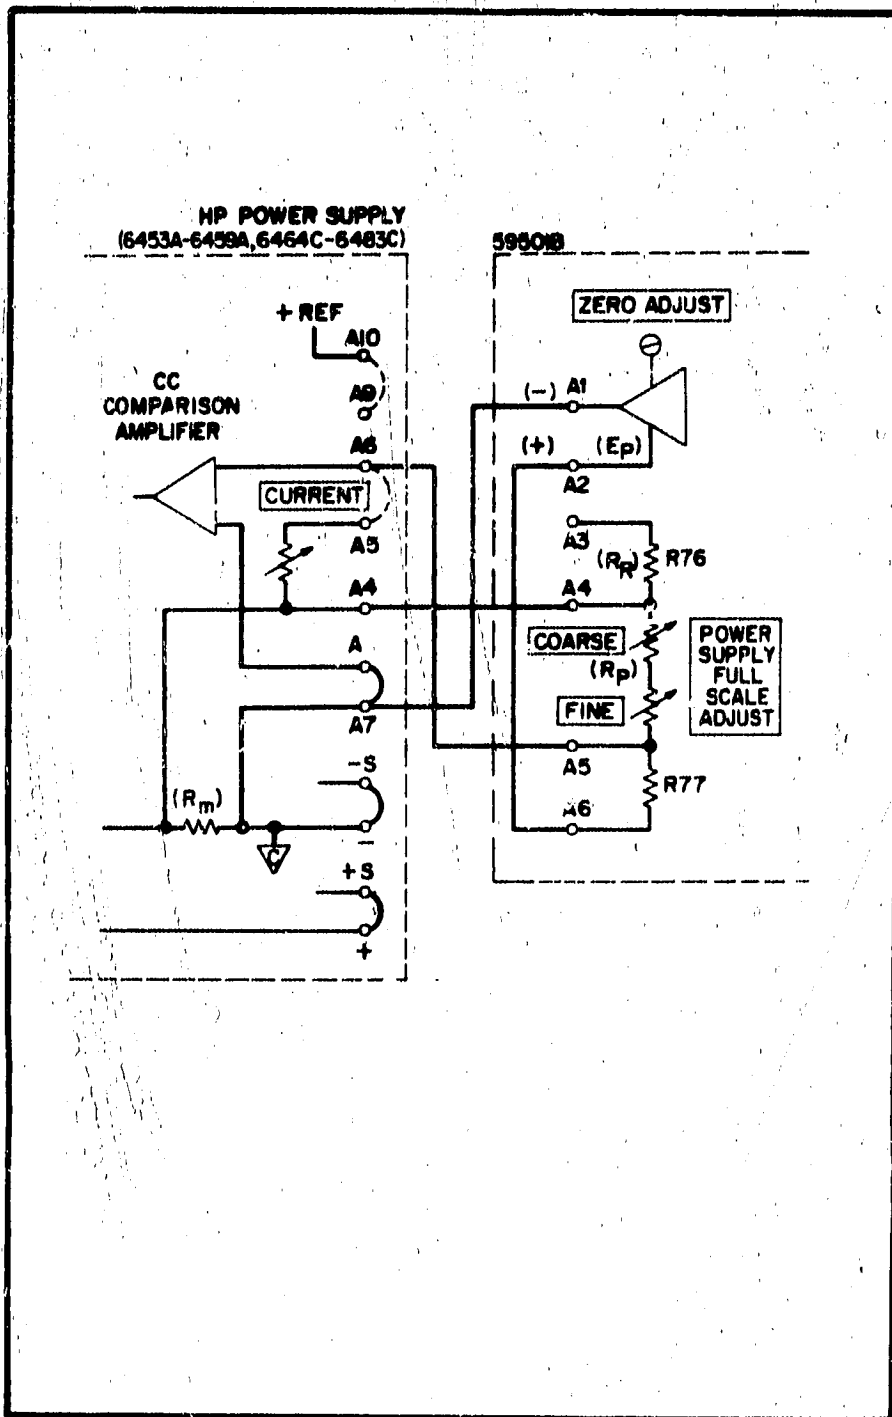 HP POWER SUPPLY
(6453A-6459A, 6464C-6483C)
59501B
+ REF
A10
A9
CC
COMPARISON
AMPLIFIER
A6
CURRENT
A5
A4
A
A7
-S
(Rm)
-
C
+S
+
ZERO ADJUST
(-) A1
(+) (Ep)
A2
A3
(RR) R76
A4
COARSE
(Rp)
FINE
POWER
SUPPLY
FULL
SCALE
ADJUST
A5
R77
A6